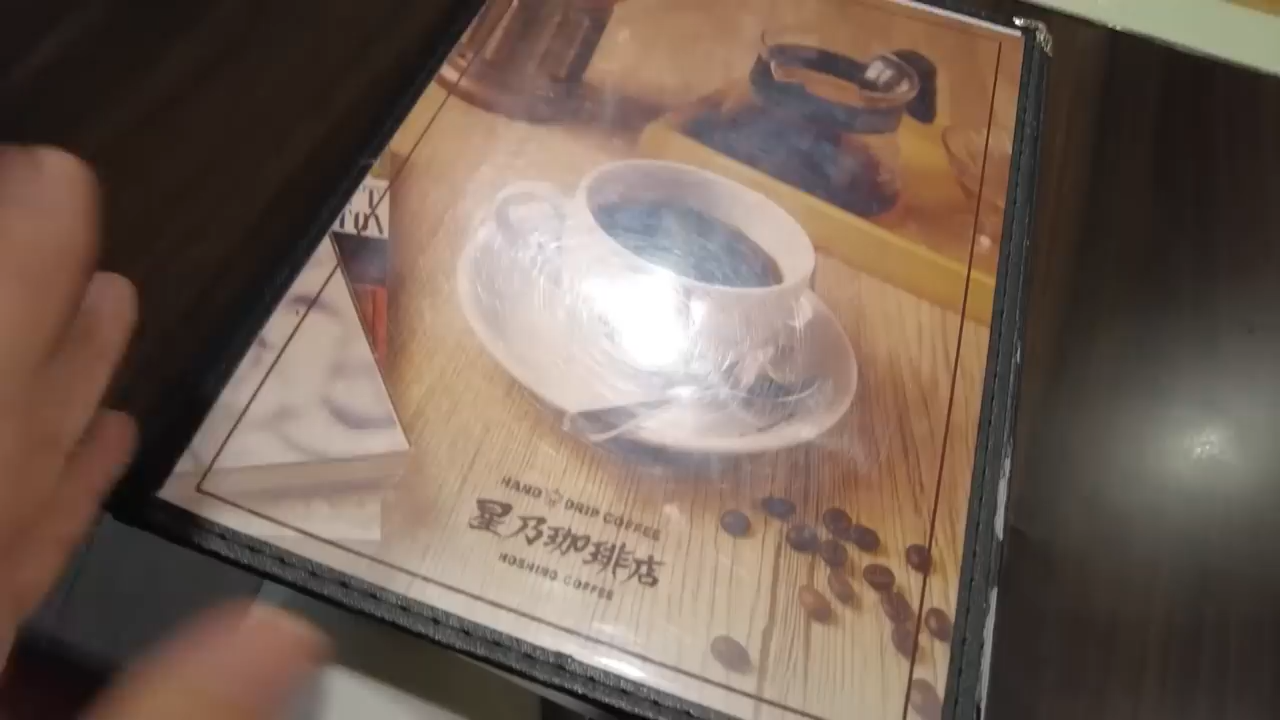 HAND DRIP COFFEE
星乃珈琲店
HOSHINO COFFEE